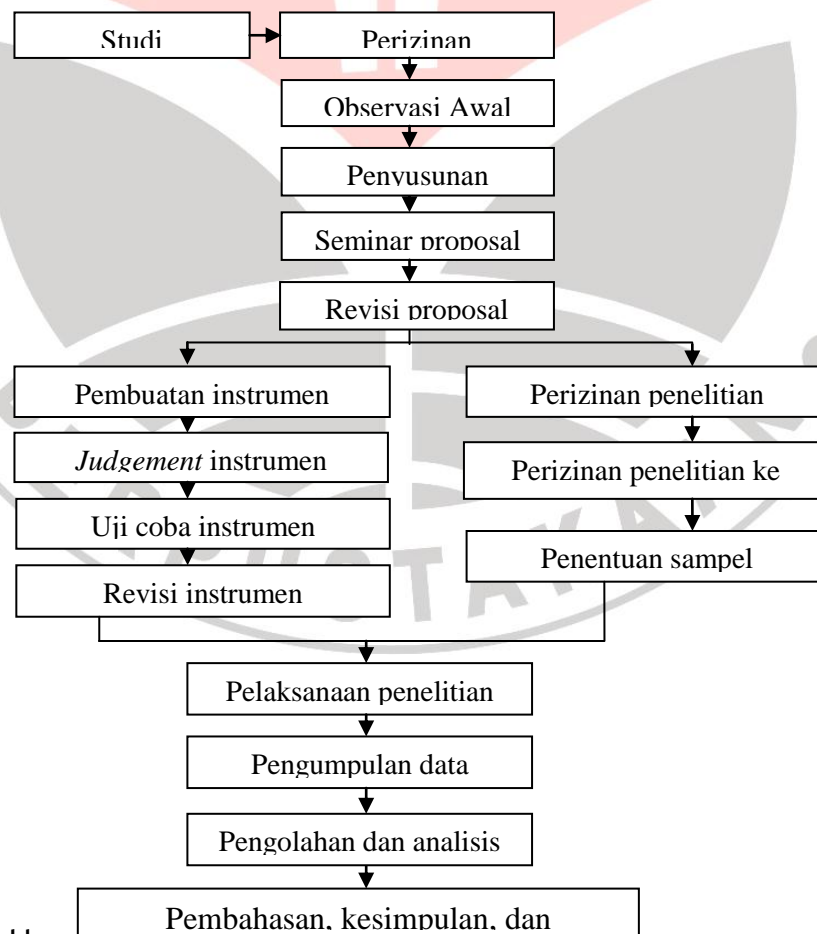 Studi
Perizinan
Observasi Awal
Penyusunan
Seminar proposal
Revisi proposal
Pembuatan instrumen
Perizinan penelitian
Judgement instrumen
Perizinan penelitian ke
Uji coba instrumen
Penentuan sampel
Revisi instrumen
Pelaksanaan penelitian
Pengumpulan data
Pengolahan dan analisis
Pembahasan, kesimpulan, dan